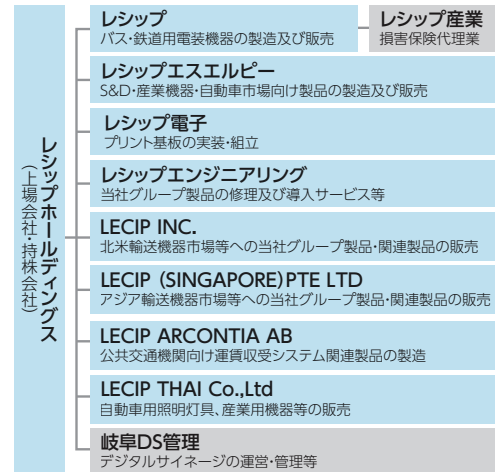 レシップホールディングス
（上場会社・持株会社）
レシップ
バス・鉄道用電装機器の製造及び販売
レシップ産業
損害保険代理業
レシップエスエルピー
S&D・産業機器・自動車市場向け製品の製造及び販売
レシップ電子
プリント基板の実装・組立
レシップエンジニアリング
当社グループ製品の修理及び導入サービス等
LECIP INC.
北米輸送機器市場等への当社グループ製品・関連製品の販売
LECIP (SINGAPORE) PTE LTD
アジア輸送機器市場等への当社グループ製品・関連製品の販売
LECIP ARCONTIA AB
公共交通機関向け運賃収受システム関連製品の製造
LECIP THAI Co.,Ltd
自動車用照明灯具、産業用機器等の販売
岐阜DS管理
デジタルサイネージの運営・管理等